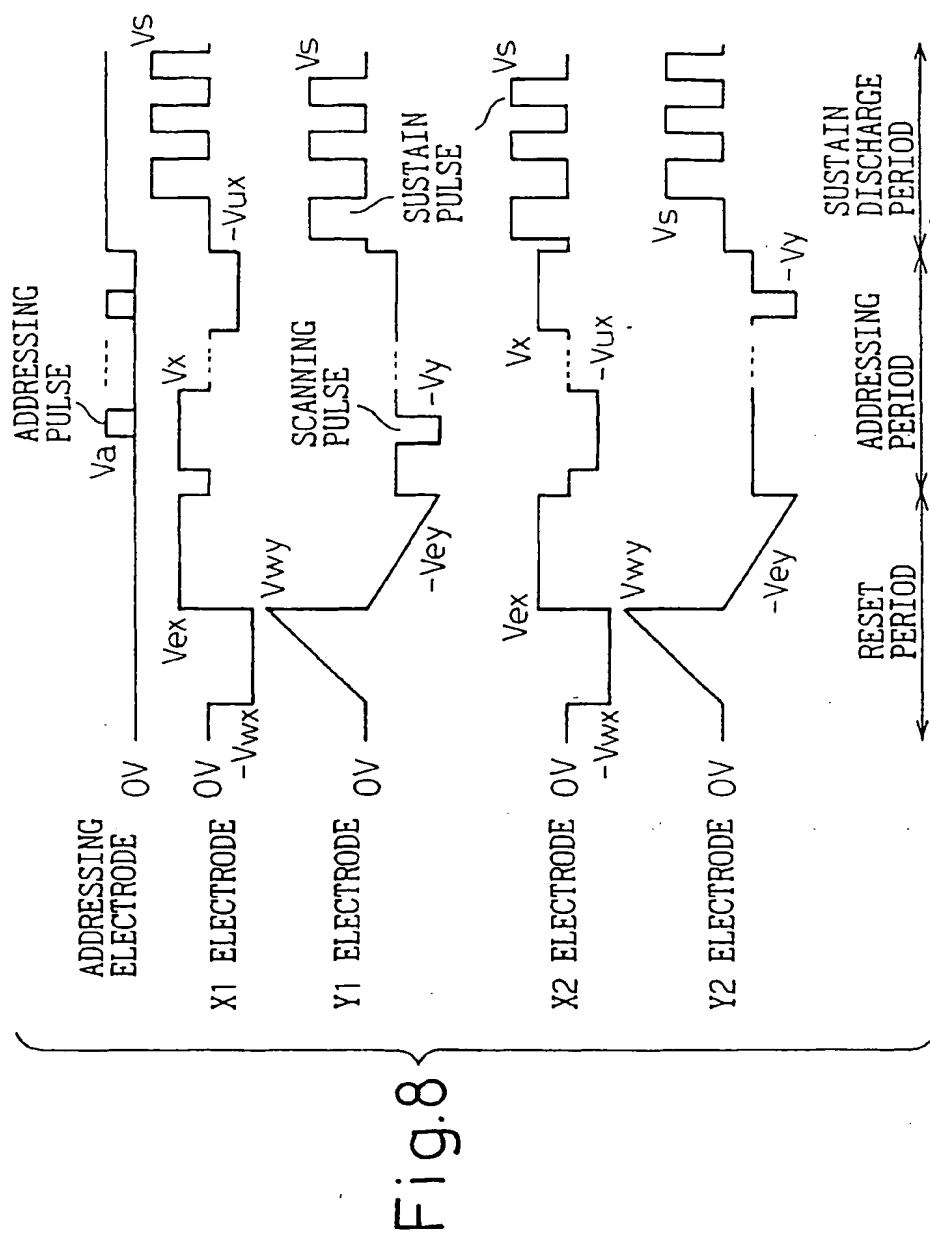 Fig.8
ADDRESSING
ELECTRODE
0V
Va
ADDRESSING
PULSE
X1 ELECTRODE
0V
-Vwx
Vex
Vx
-Vux
Vs
Y1 ELECTRODE
0V
Vwy
-Vey
SCANNING
PULSE
-Vy
SUSTAIN
PULSE
Vs
X2 ELECTRODE
0V
-Vwx
Vex
Vx
-Vux
Vs
Y2 ELECTRODE
0V
Vwy
-Vey
-Vy
Vs
RESET
PERIOD
ADDRESSING
PERIOD
SUSTAIN
DISCHARGE
PERIOD